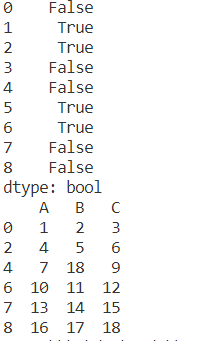 0    False
1     True
2     True
3    False
4    False
5     True
6     True
7    False
8    False
dtype: bool
    A   B   C
0   1   2   3
2   4   5   6
4   7  18   9
6  10  11  12
7  13  14  15
8  16  17  18